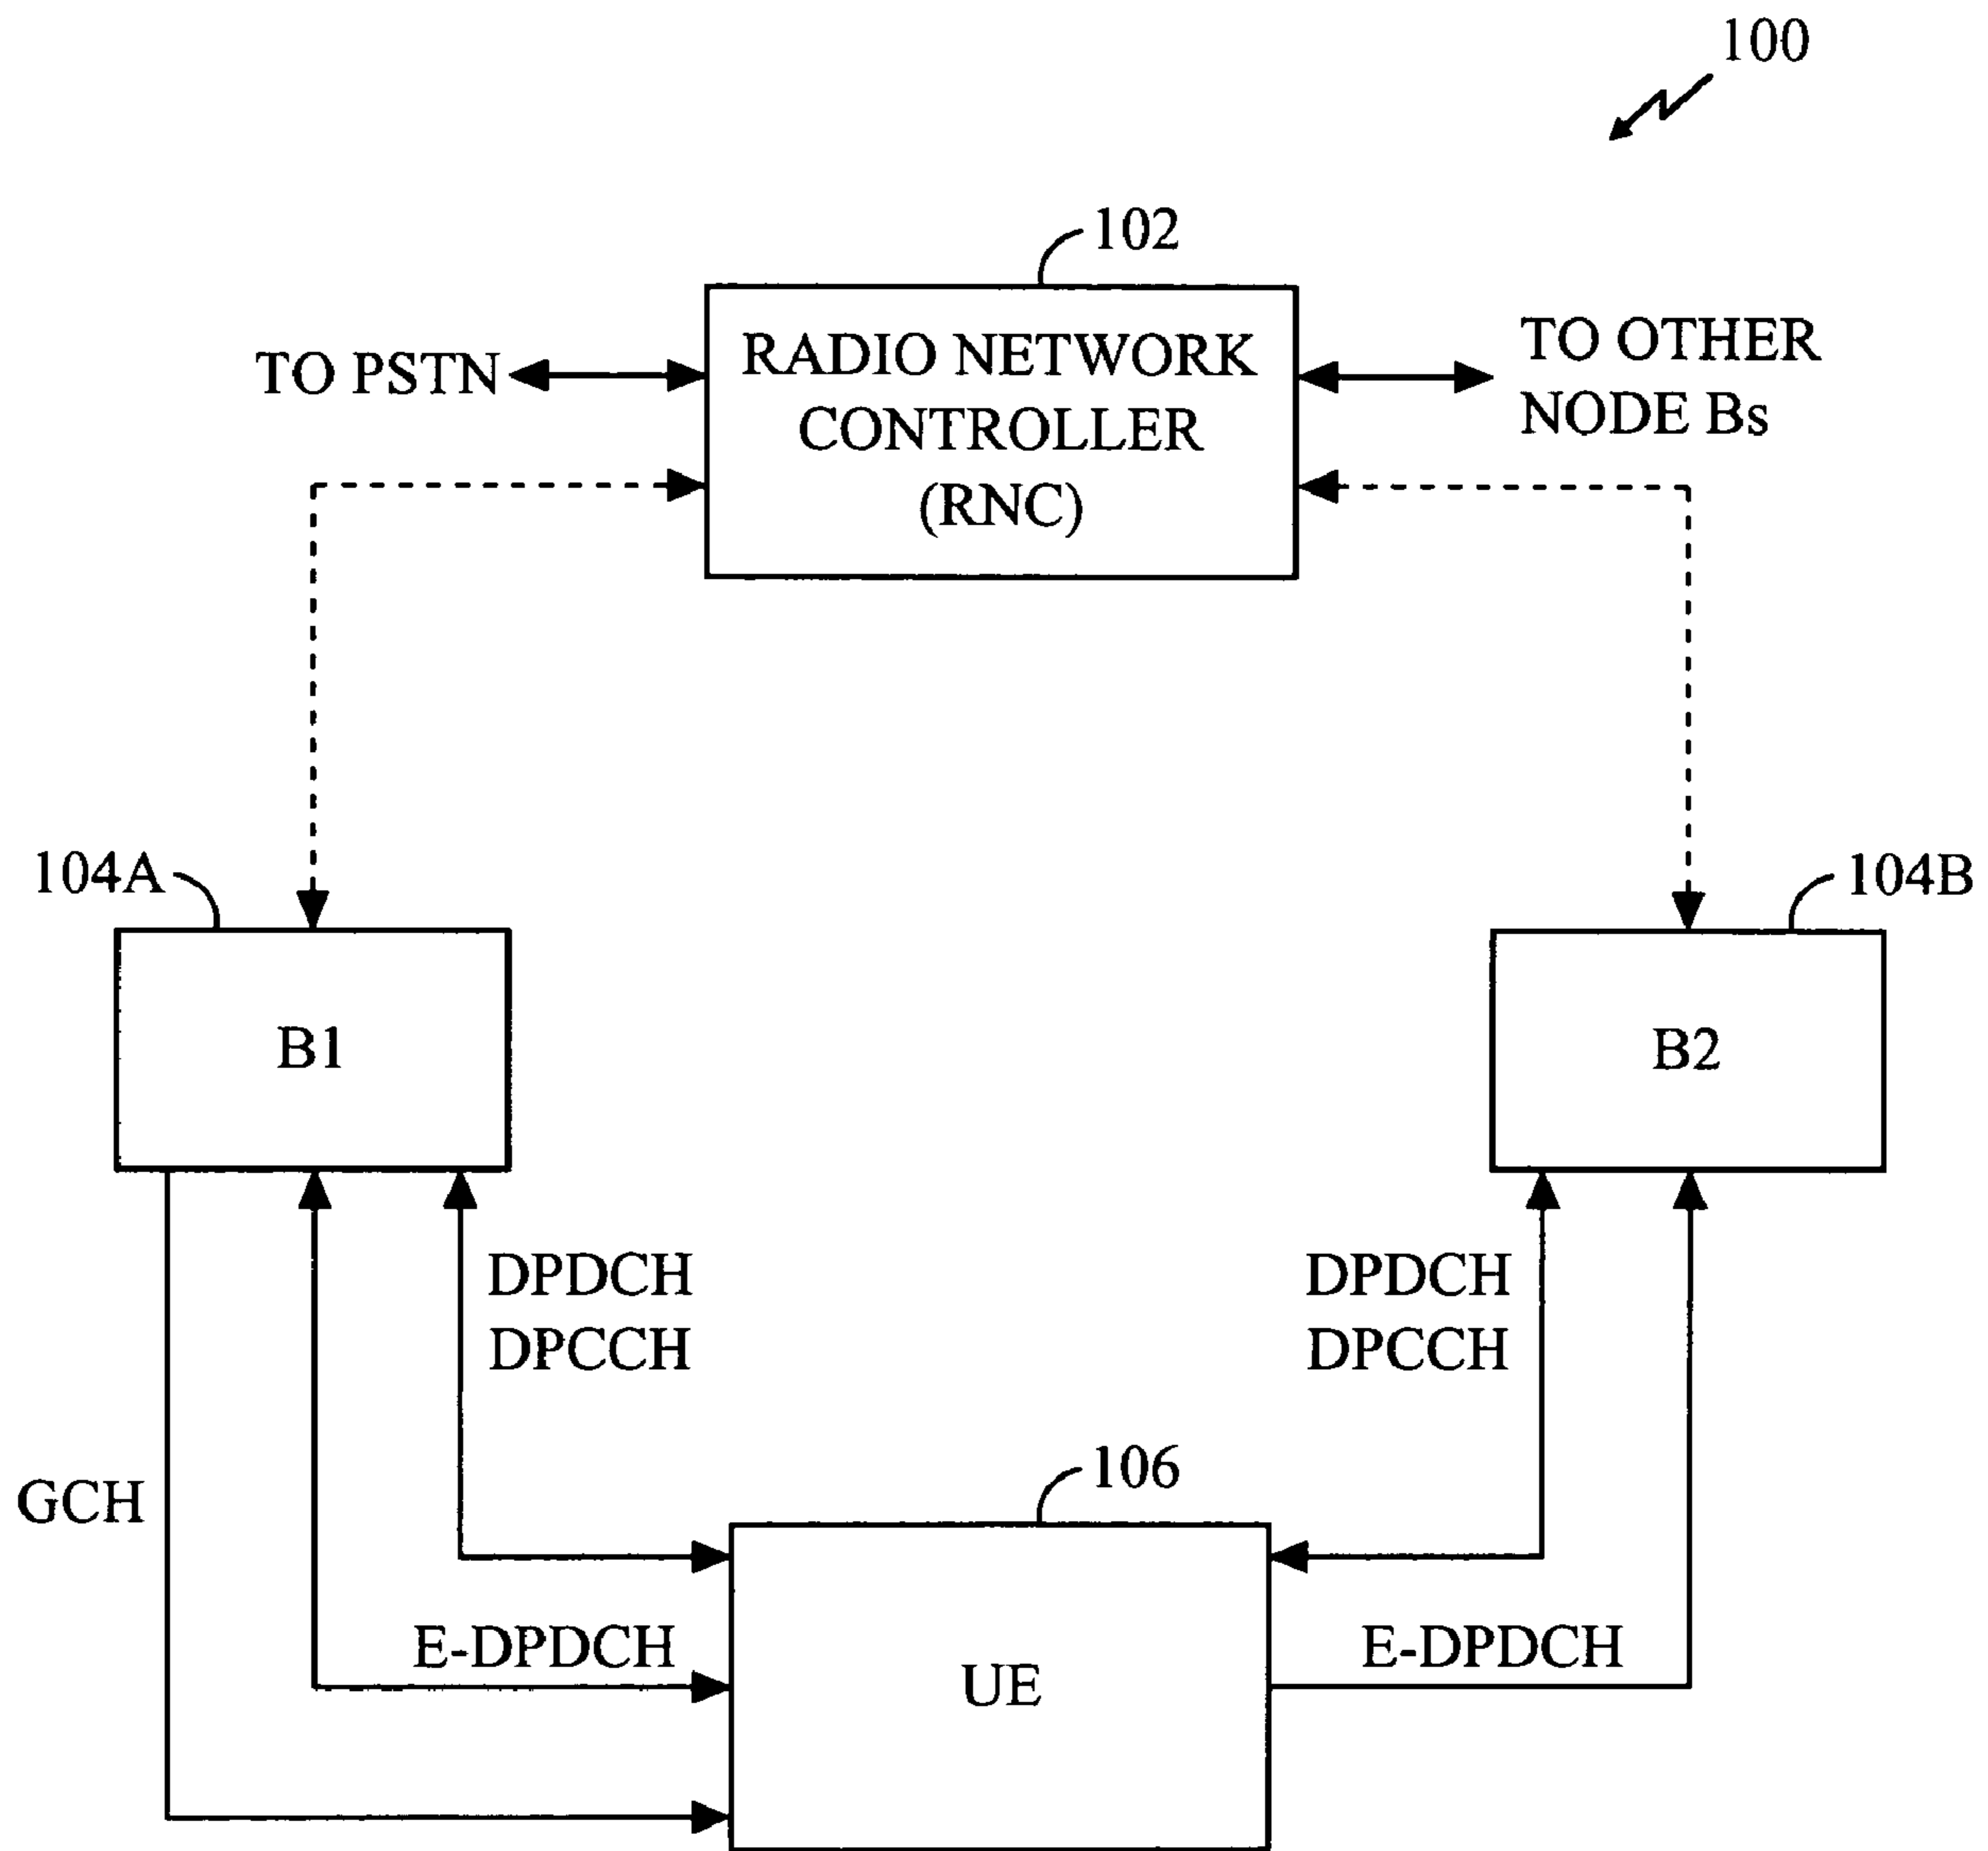 100
102
TO PSTN
RADIO NETWORK
CONTROLLER
(RNC)
TO OTHER
NODE Bs
104A
104B
B1
B2
DPDCH
DPCCH
DPDCH
DPCCH
GCH
106
E-DPDCH
UE
E-DPDCH